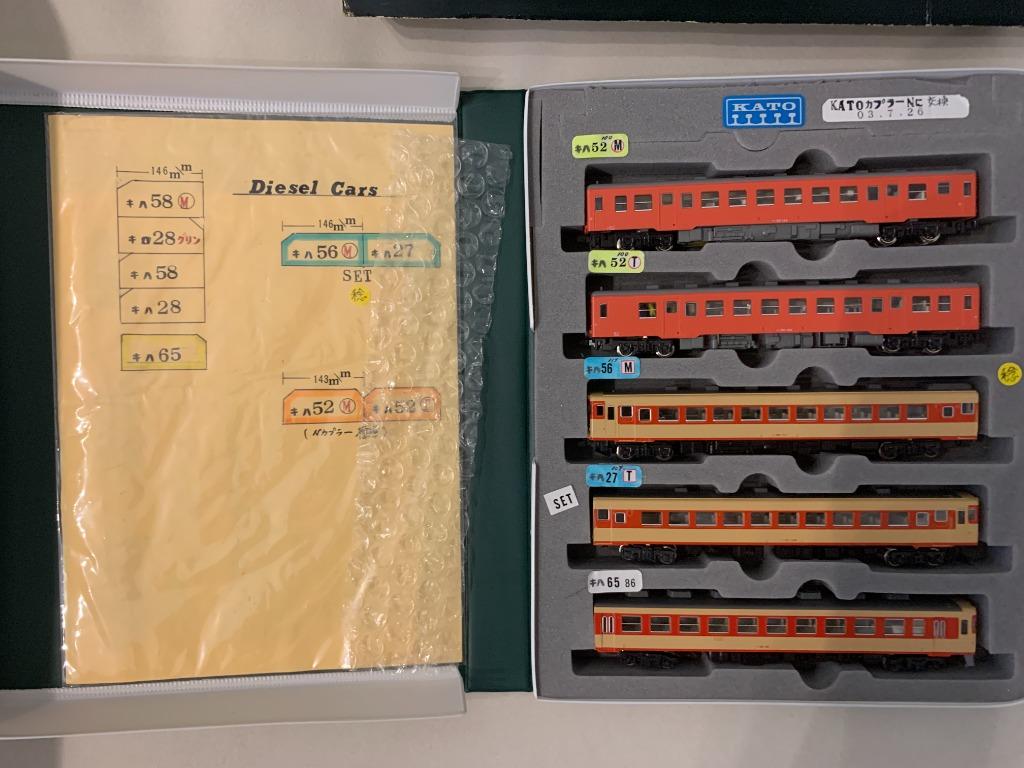 Diesel Cars
146mm
キハ58 M
キロ28グリン
キハ58
キハ28
キハ65
146mm
キハ56 M
キハ27
SET
143mm
キハ52 M
キハ52 T
KATO
KATOカプラーNに交換
03.7.26
キハ52 100 M
キハ52 100 T
キハ56 M
キハ27 T
SET
キハ65 86